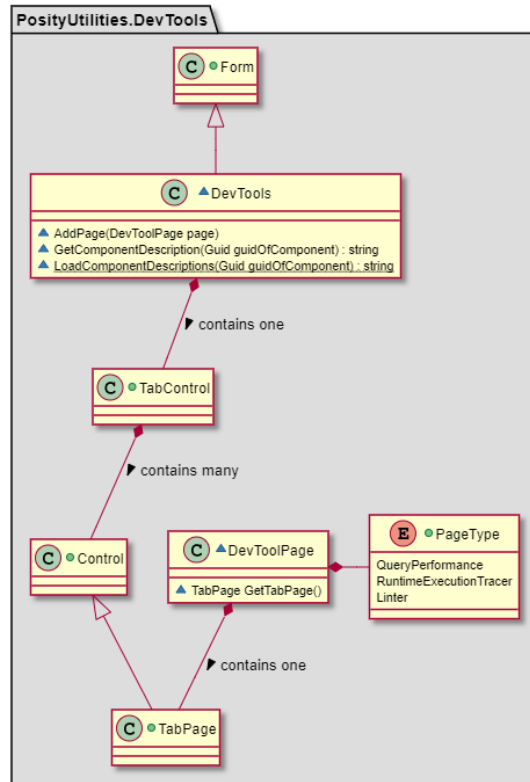 PosityUtilities.DevTools
C Form
C DevTools
AddPage(DevToolPage page)
GetComponentDescription(Guid guidOfComponent) : string
LoadComponentDescriptions(Guid guidOfComponent) : string
contains one
C TabControl
contains many
C Control
C DevToolPage
TabPage GetTabPage()
E PageType
QueryPerformance
RuntimeExecutionTracer
Linter
contains one
C TabPage